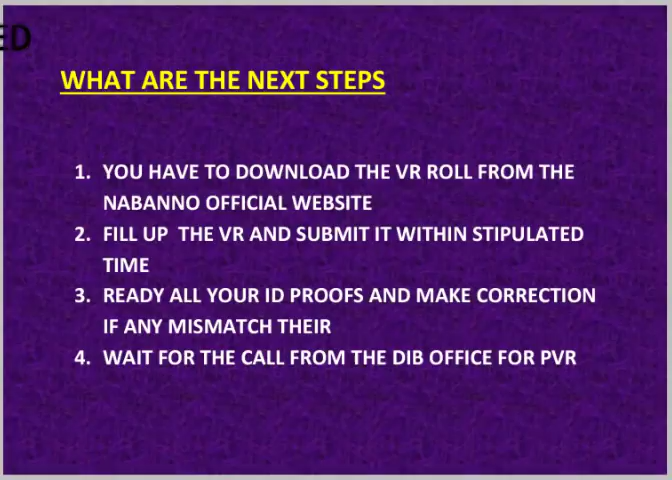 ED
WHAT ARE THE NEXT STEPS
1. YOU HAVE TO DOWNLOAD THE VR ROLL FROM THE
NABANNO OFFICIAL WEBSITE
2. FILL UP THE VR AND SUBMIT IT WITHIN STIPULATED
TIME
3. READY ALL YOUR ID PROOFS AND MAKE CORRECTION
IF ANY MISMATCH THEIR
4. WAIT FOR THE CALL FROM THE DIB OFFICE FOR PVR